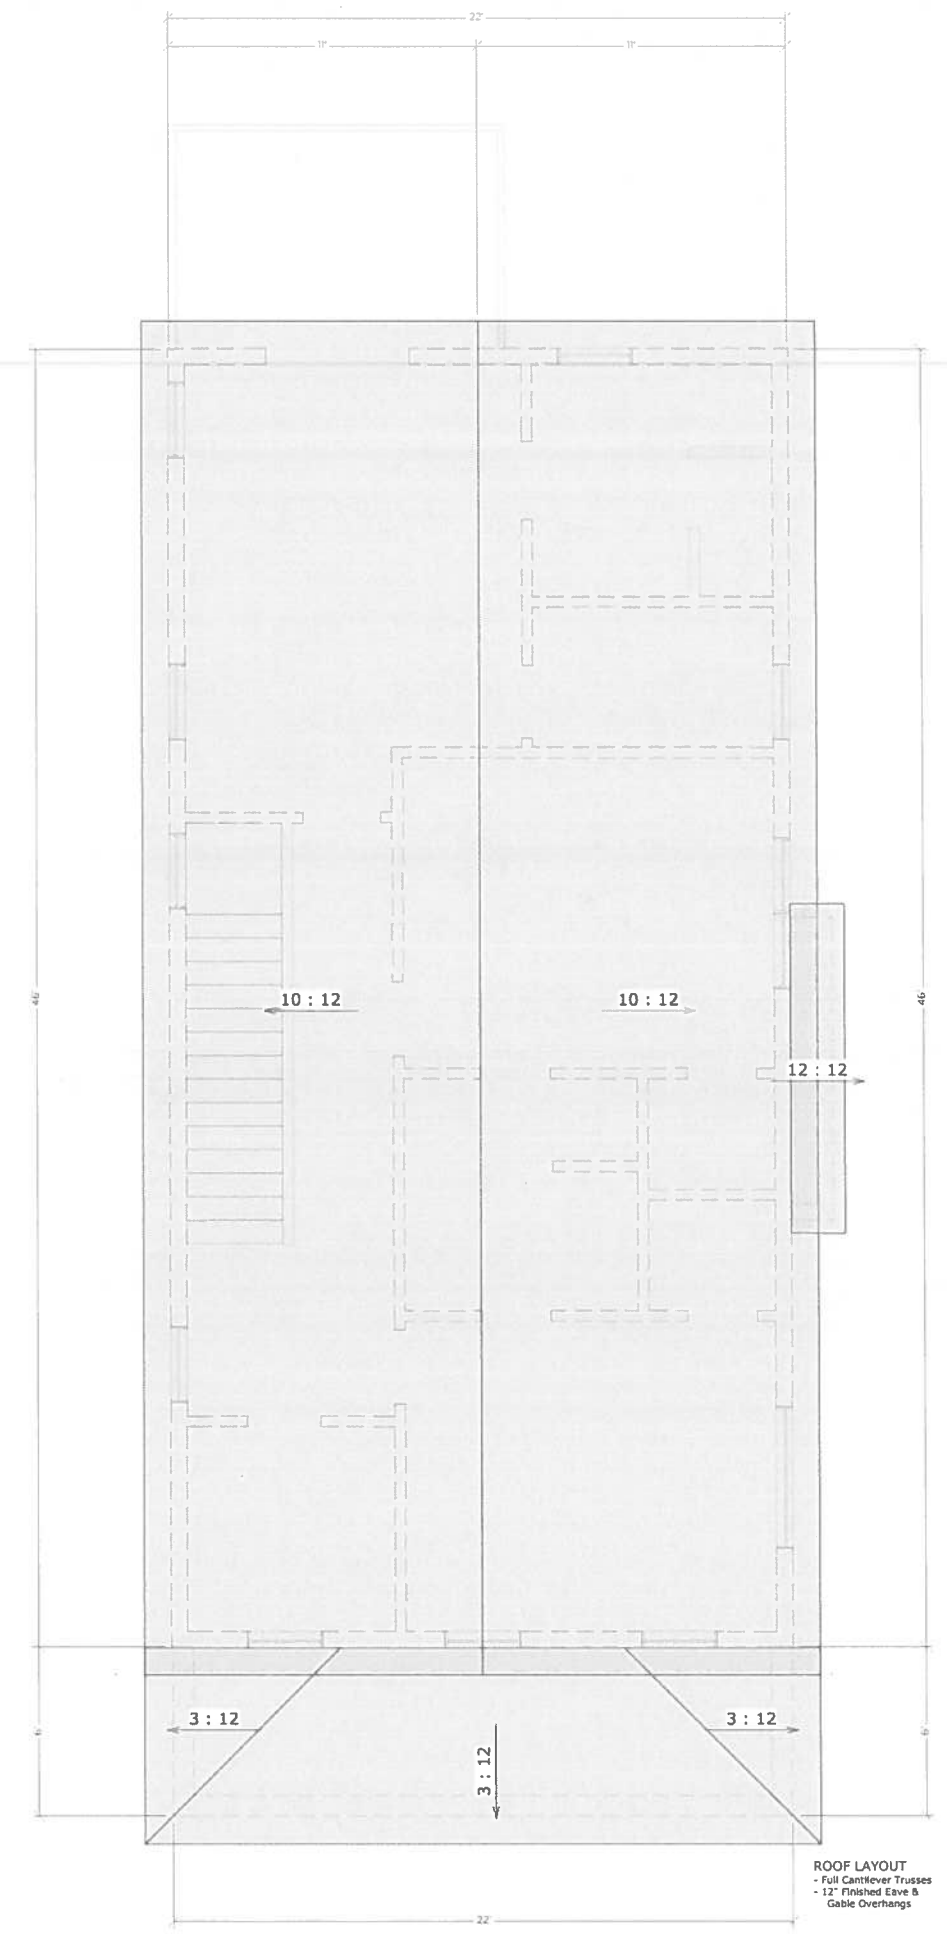 22'
11'
11'
10 : 12
10 : 12
46'
46'
12 : 12
3 : 12
3 : 12
3 : 12
6'
6'
ROOF LAYOUT
- Full Cantilever Trusses
- 12" Finished Eave &
Gable Overhangs
22'